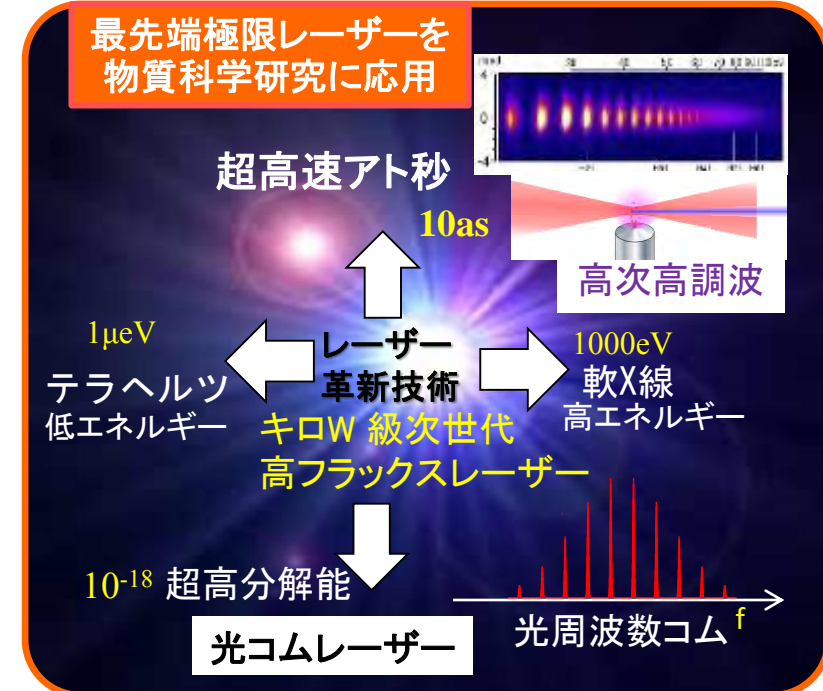 最先端極限レーザーを
物質科学研究に応用
超高速アト秒
10as
高次高調波
1μeV
テラヘルツ
低エネルギー
レーザー
革新技術
1000eV
軟X線
高エネルギー
キロW 級次世代
高フラックスレーザー
10⁻¹⁸ 超高分解能
光コムレーザー
光周波数コム
f
4
0
-4